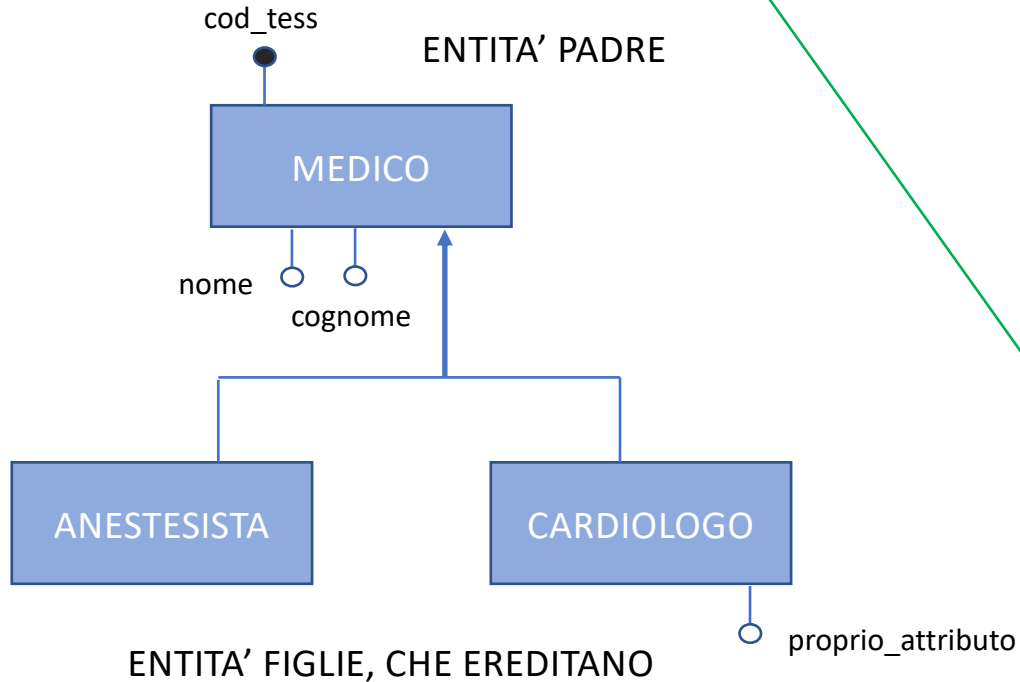 cod_tess
ENTITA’ PADRE
MEDICO
nome
cognome
ANESTESISTA
CARDIOLOGO
proprio_attributo
ENTITA’ FIGLIE, CHE EREDITANO